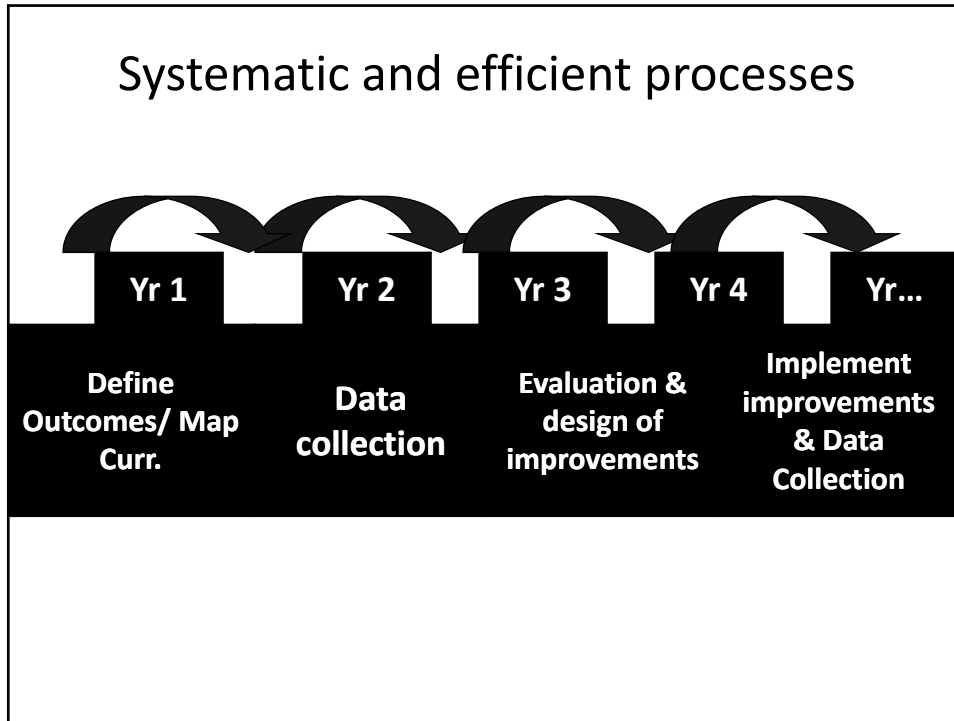 Systematic and efficient processes
Yr 1
Yr 2
Yr 3
Yr 4
Yr...
Define
Outcomes/ Map
Curr.
Data
collection
Evaluation &
design of
improvements
Implement
improvements
& Data
Collection